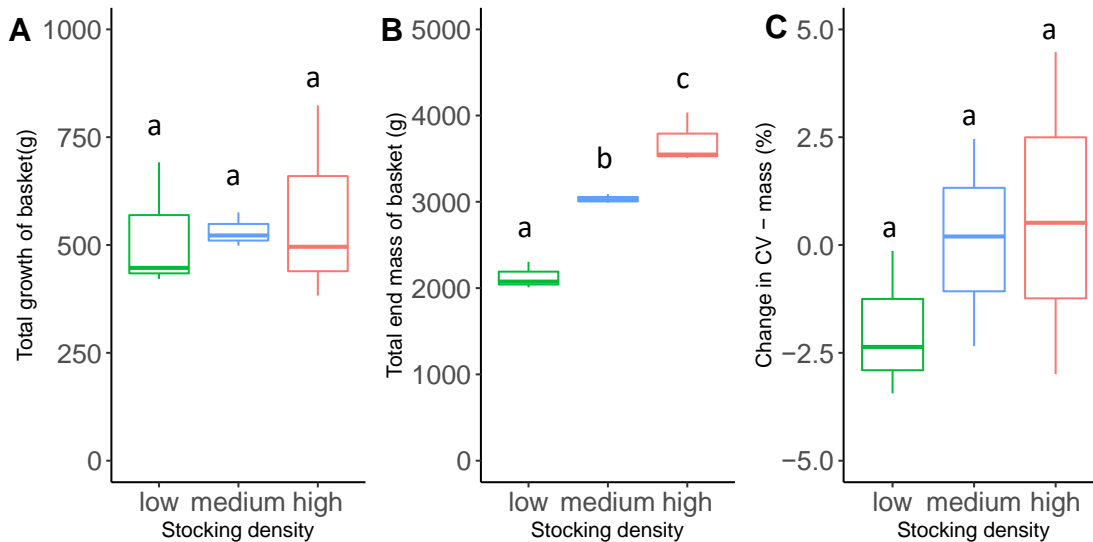 A
Total growth of basket(g)
1000
750
500
250
0
a
a
a
low medium high
Stocking density
B
Total end mass of basket (g)
5000
4000
3000
2000
1000
0
a
b
c
low medium high
Stocking density
C
Change in CV − mass (%)
5.0
2.5
0.0
−2.5
−5.0
a
a
a
low medium high
Stocking density